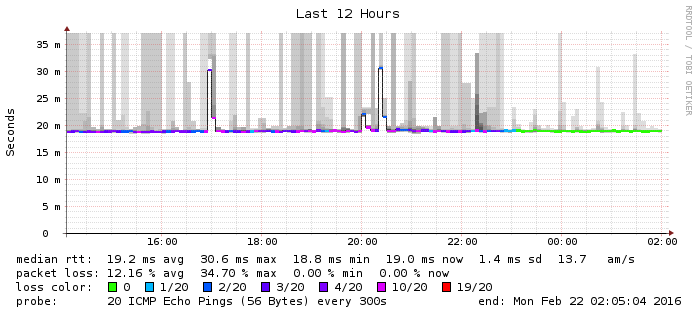 Last 12 Hours
RRDTOOL / TOBI OETIKER
Seconds
35 m
30 m
25 m
20 m
15 m
10 m
5 m
0
16:00 18:00 20:00 22:00 00:00 02:00
median rtt: 19.2 ms avg 30.6 ms max 18.8 ms min 19.0 ms now 1.4 ms sd 13.7 am/s
packet loss: 12.16 % avg 34.70 % max 0.00 % min 0.00 % now
loss color: 0 1/20 2/20 3/20 4/20 10/20 19/20
probe: 20 ICMP Echo Pings (56 Bytes) every 300s end: Mon Feb 22 02:05:04 2016